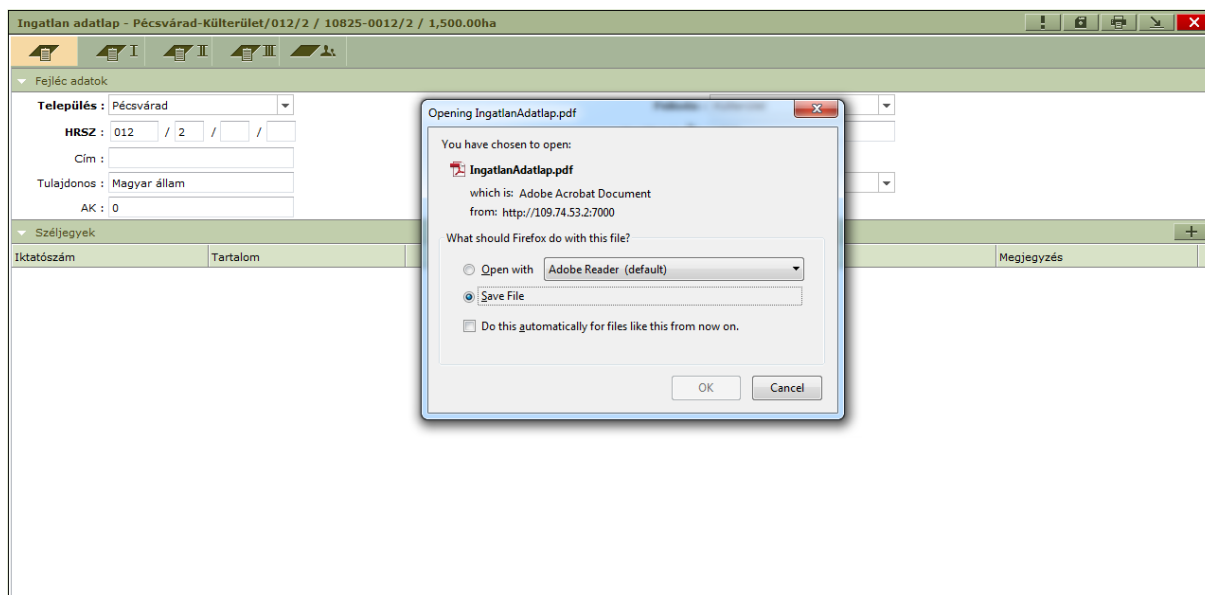 Ingatlan adatlap - Pécsvárad-Külterület/012/2 / 10825-0012/2 / 1,500.00ha
I II III
Fejléc adatok
Település : Pécsvárad
HRSZ : 012 / 2 / /
Cím :
Tulajdonos : Magyar állam
AK : 0
Opening IngatlanAdatlap.pdf
You have chosen to open:
IngatlanAdatlap.pdf
which is: Adobe Acrobat Document
from: http://109.74.53.2:7000
What should Firefox do with this file?
Open with Adobe Reader (default)
Save File
Do this automatically for files like this from now on.
OK Cancel
Széljegyek
Iktatószám Tartalom Megjegyzés